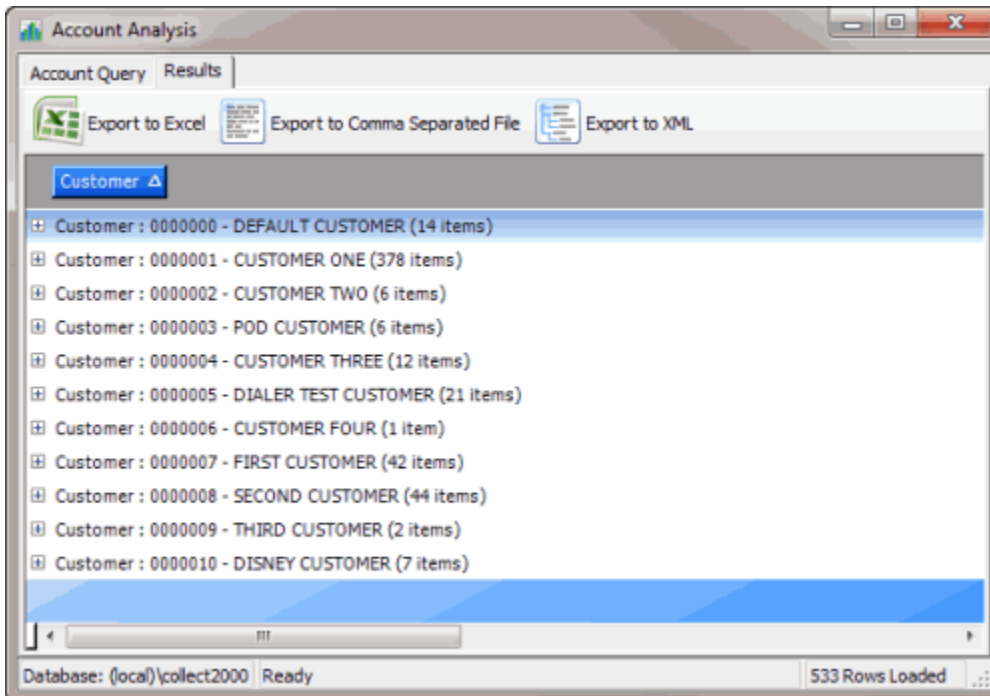 Account Analysis
Account Query Results
Export to Excel Export to Comma Separated File Export to XML
Customer
Customer : 0000000 - DEFAULT CUSTOMER (14 items)
Customer : 0000001 - CUSTOMER ONE (378 items)
Customer : 0000002 - CUSTOMER TWO (6 items)
Customer : 0000003 - POD CUSTOMER (6 items)
Customer : 0000004 - CUSTOMER THREE (12 items)
Customer : 0000005 - DIALER TEST CUSTOMER (21 items)
Customer : 0000006 - CUSTOMER FOUR (1 item)
Customer : 0000007 - FIRST CUSTOMER (42 items)
Customer : 0000008 - SECOND CUSTOMER (44 items)
Customer : 0000009 - THIRD CUSTOMER (2 items)
Customer : 0000010 - DISNEY CUSTOMER (7 items)
Database: (local)\collect2000 Ready 533 Rows Loaded